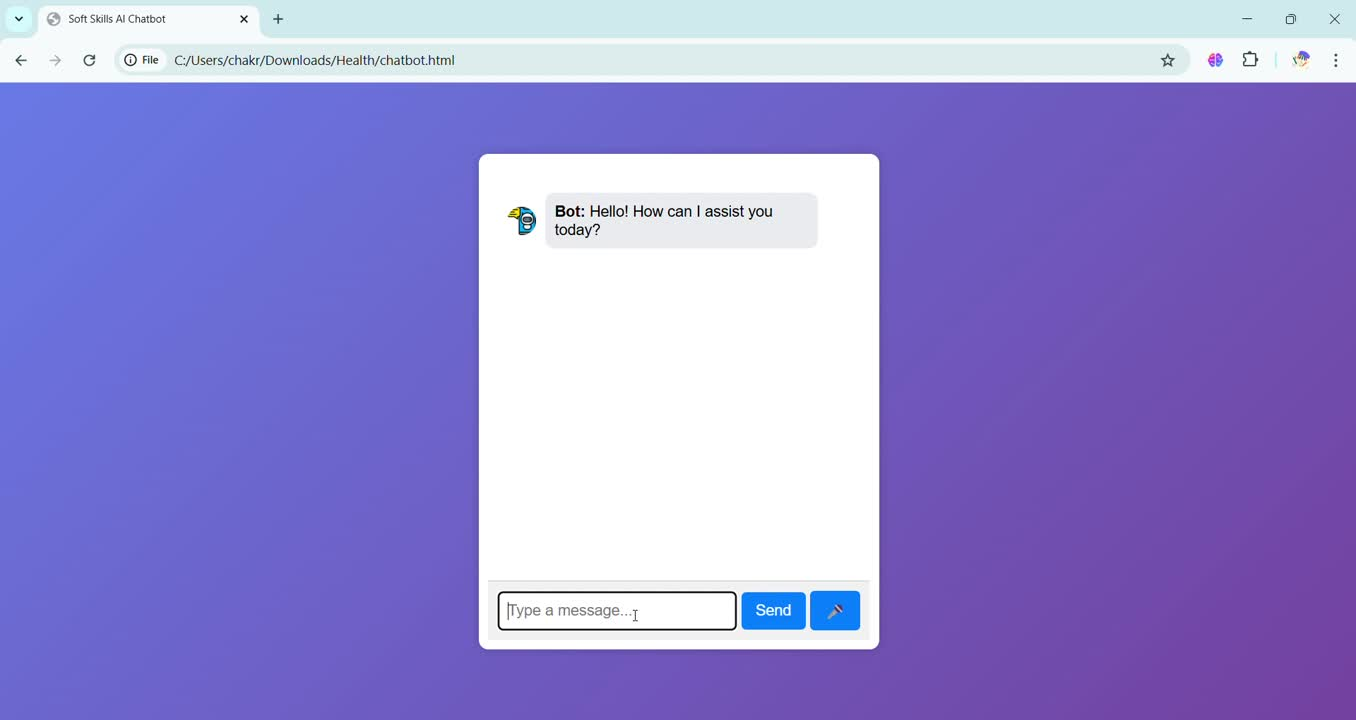 Soft Skills AI Chatbot
File
C:/Users/chakr/Downloads/Health/chatbot.html
Bot: Hello! How can I assist you
today?
Type a message...
Send